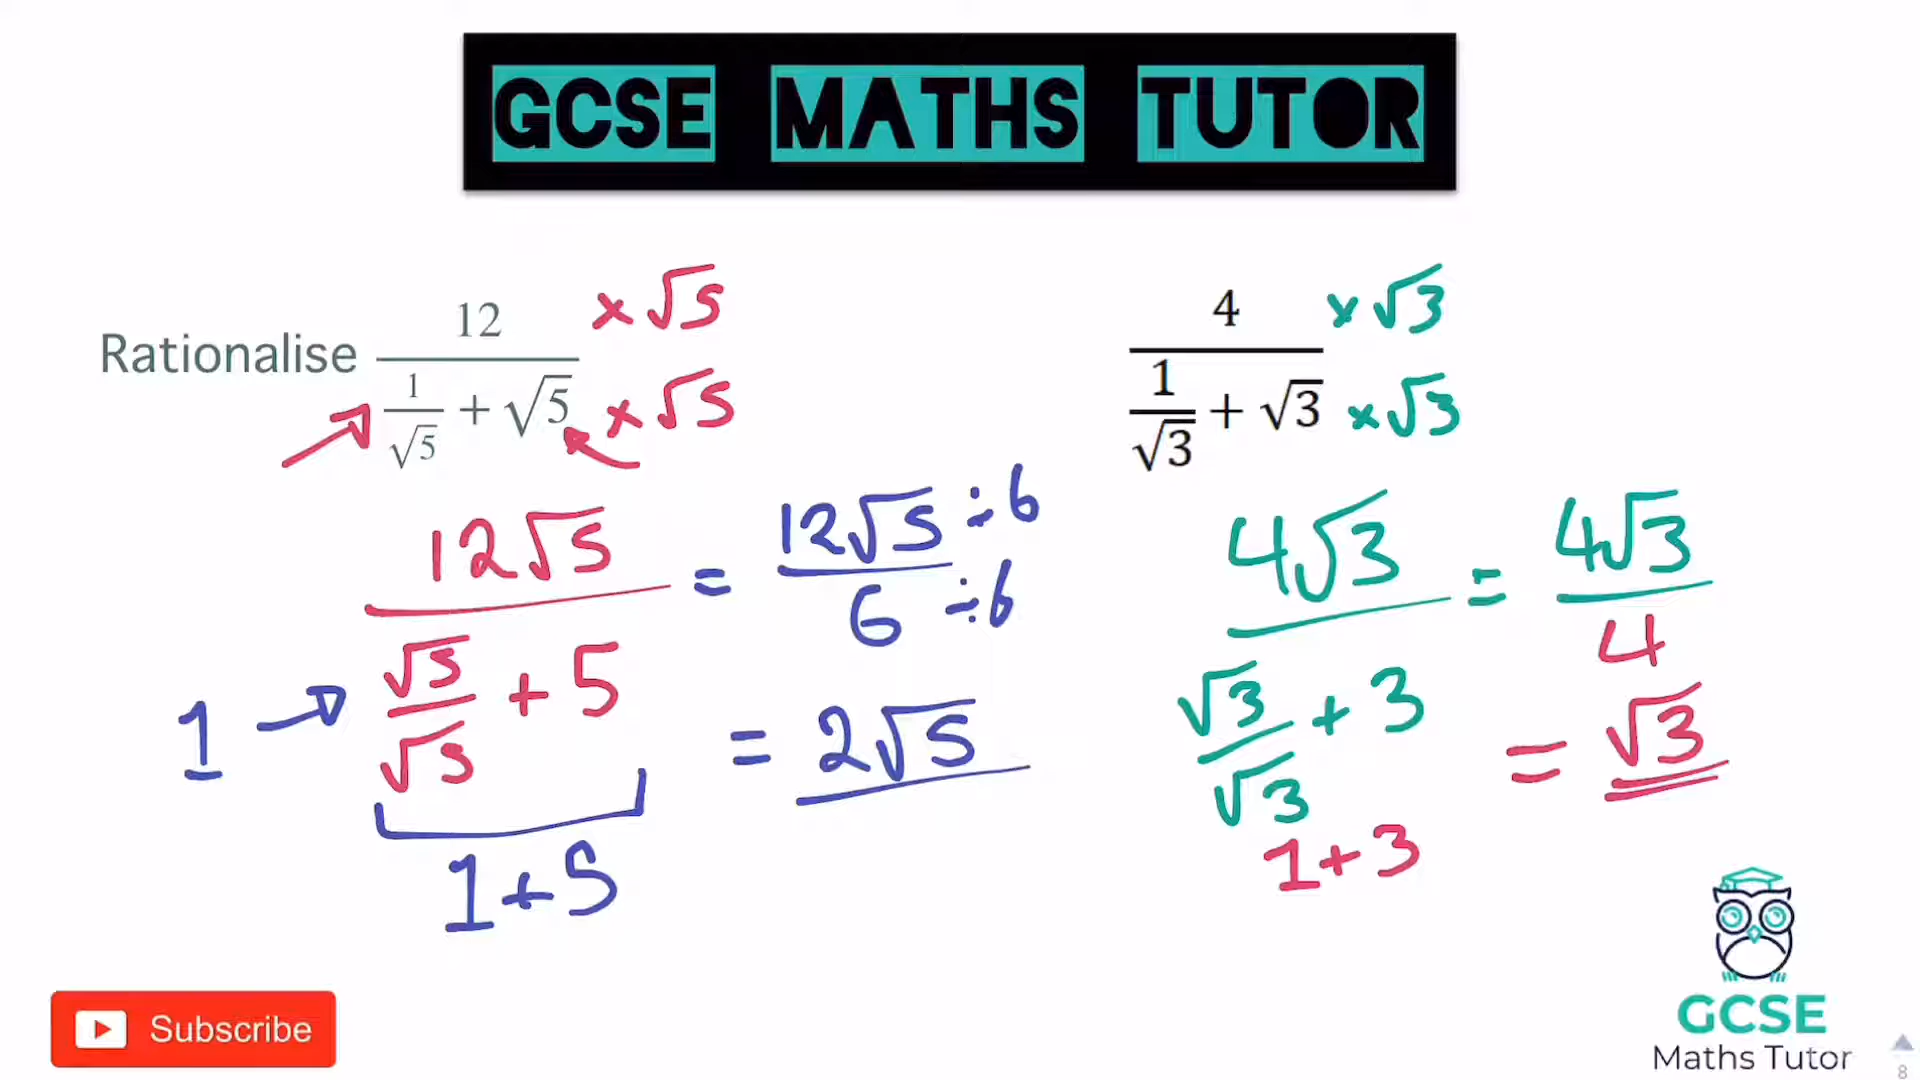 GCSE MATHS TUTOR
Rationalise 12 / (1/√5 + √5) ×√5 ×√5
12√5 / (√5/√5 + 5) = 12√5 ÷6 / 6 ÷6
1
1+5
= 2√5
4 / (1/√3 + √3) ×√3 ×√3
4√3 / (√3/√3 + 3) = 4√3 / 4
1+3
= √3
Subscribe
GCSE
Maths Tutor
8